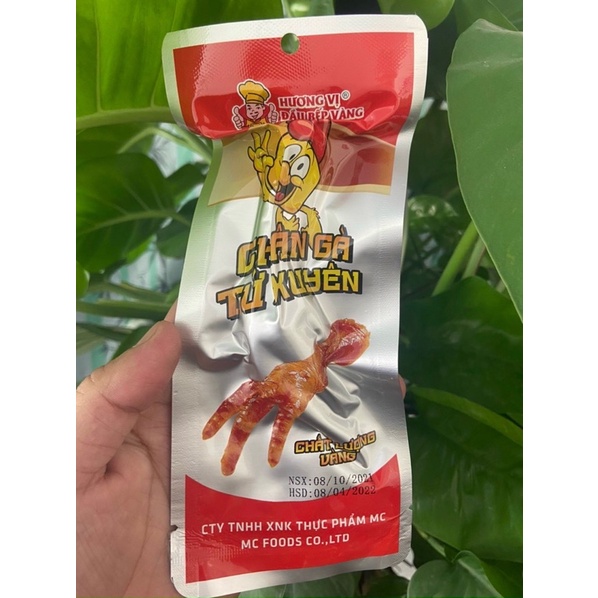 HƯƠNG VỊ®
ĐẦU BẾP VÀNG
CHÂN GÀ
TỨ XUYÊN
CHẤT LƯỢNG
VÀNG
NSX:08/10/2021
HSD:08/04/2022
CTY TNHH XNK THỰC PHẨM MC
MC FOODS CO.,LTD